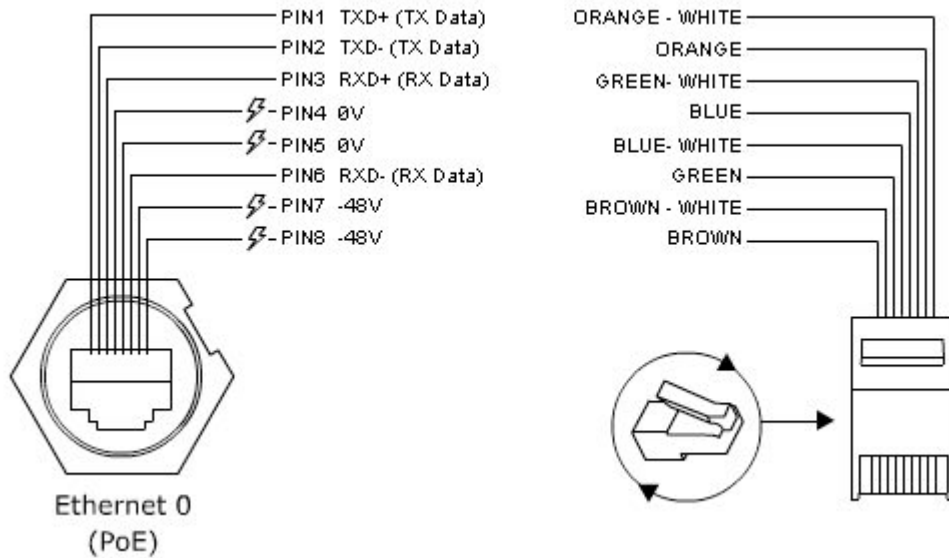 PIN1 TXD+ (TX Data)
PIN2 TXD- (TX Data)
PIN3 RXD+ (RX Data)
PIN4 0V
PIN5 0V
PIN6 RXD- (RX Data)
PIN7 -48V
PIN8 -48V
Ethernet 0
(PoE)
ORANGE - WHITE
ORANGE
GREEN- WHITE
BLUE
BLUE- WHITE
GREEN
BROWN - WHITE
BROWN